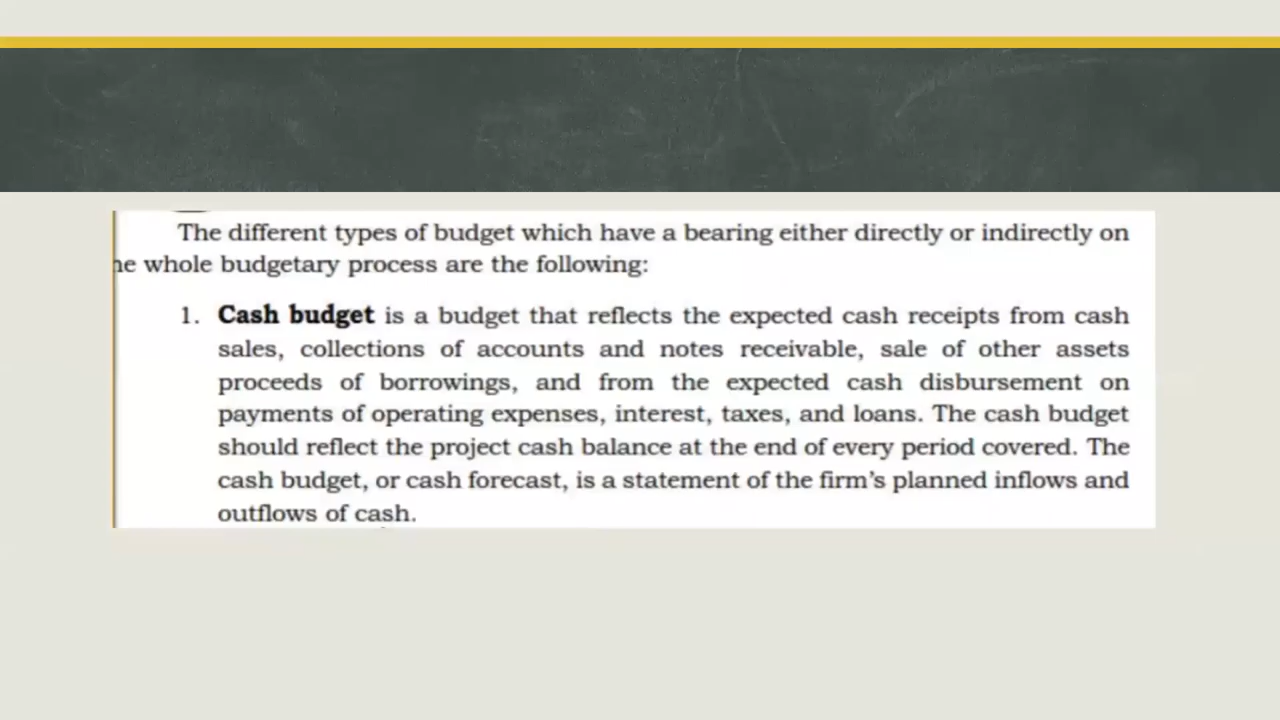 The different types of budget which have a bearing either directly or indirectly on
he whole budgetary process are the following:
1. Cash budget is a budget that reflects the expected cash receipts from cash
sales, collections of accounts and notes receivable, sale of other assets
proceeds of borrowings, and from the expected cash disbursement on
payments of operating expenses, interest, taxes, and loans. The cash budget
should reflect the project cash balance at the end of every period covered. The
cash budget, or cash forecast, is a statement of the firm's planned inflows and
outflows of cash.